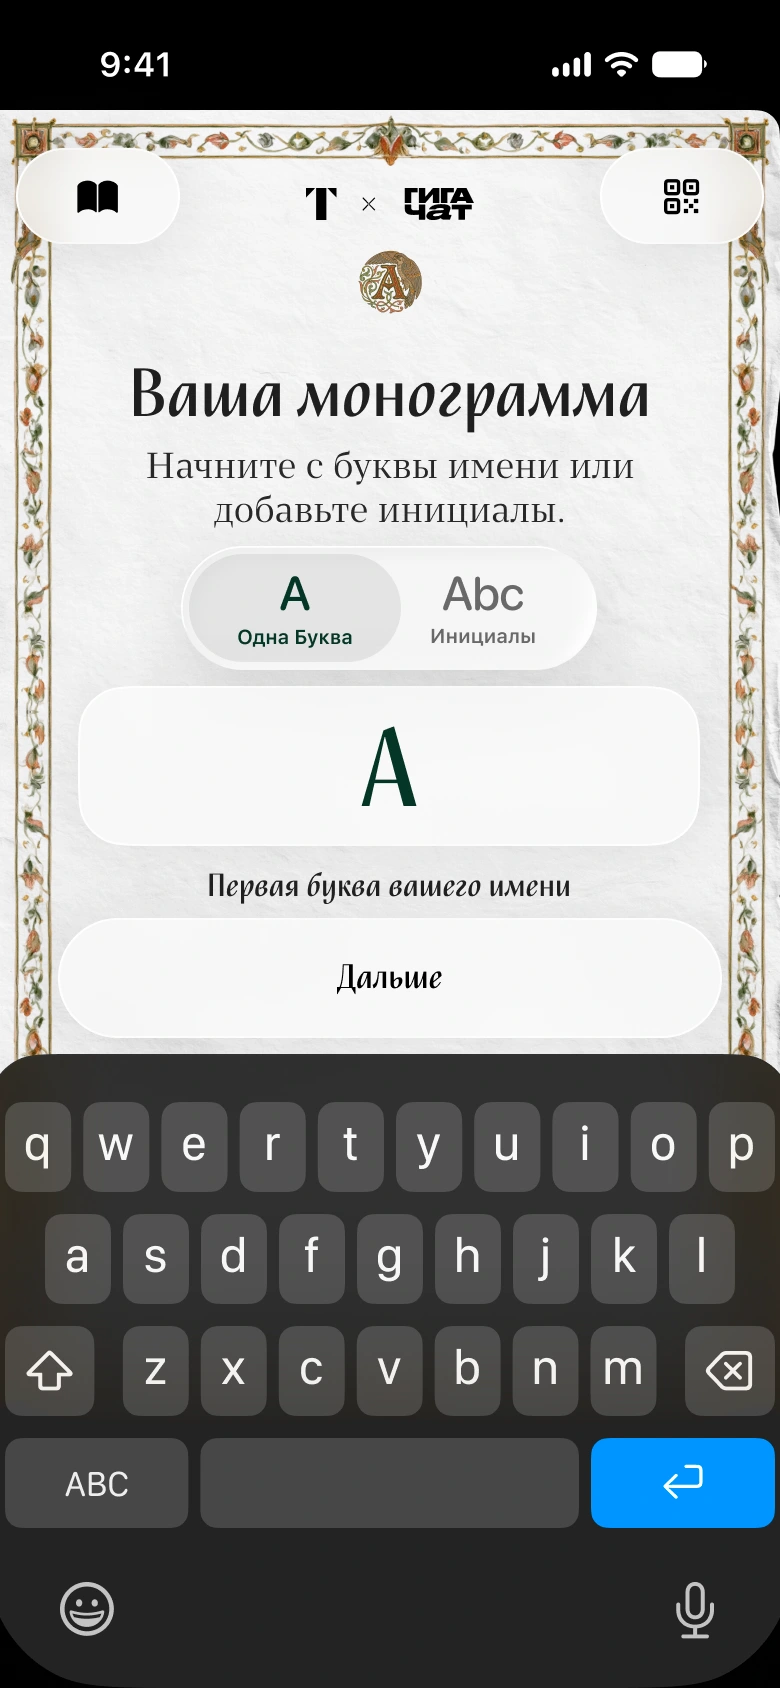 9:41
Т × ГИГА ЧАТ
А
Ваша монограмма
Начните с буквы имени или
добавьте инициалы.
A Abc
Одна Буква Инициалы
А
Первая буква вашего имени
Дальше
q w e r t y u i o p
a s d f g h j k l
z x c v b n m
ABC